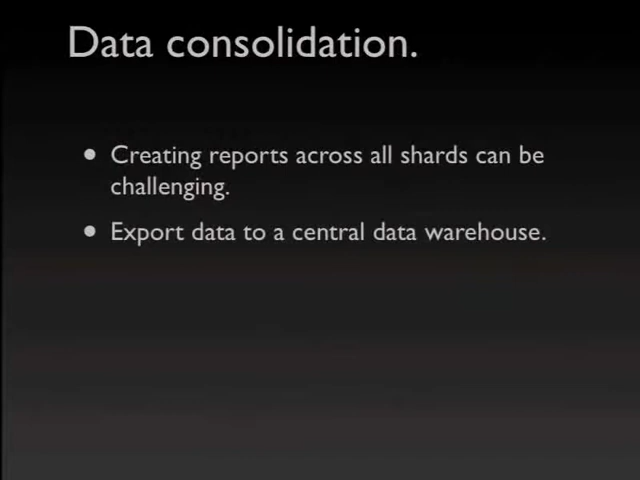 Data consolidation.
• Creating reports across all shards can be
challenging.
• Export data to a central data warehouse.